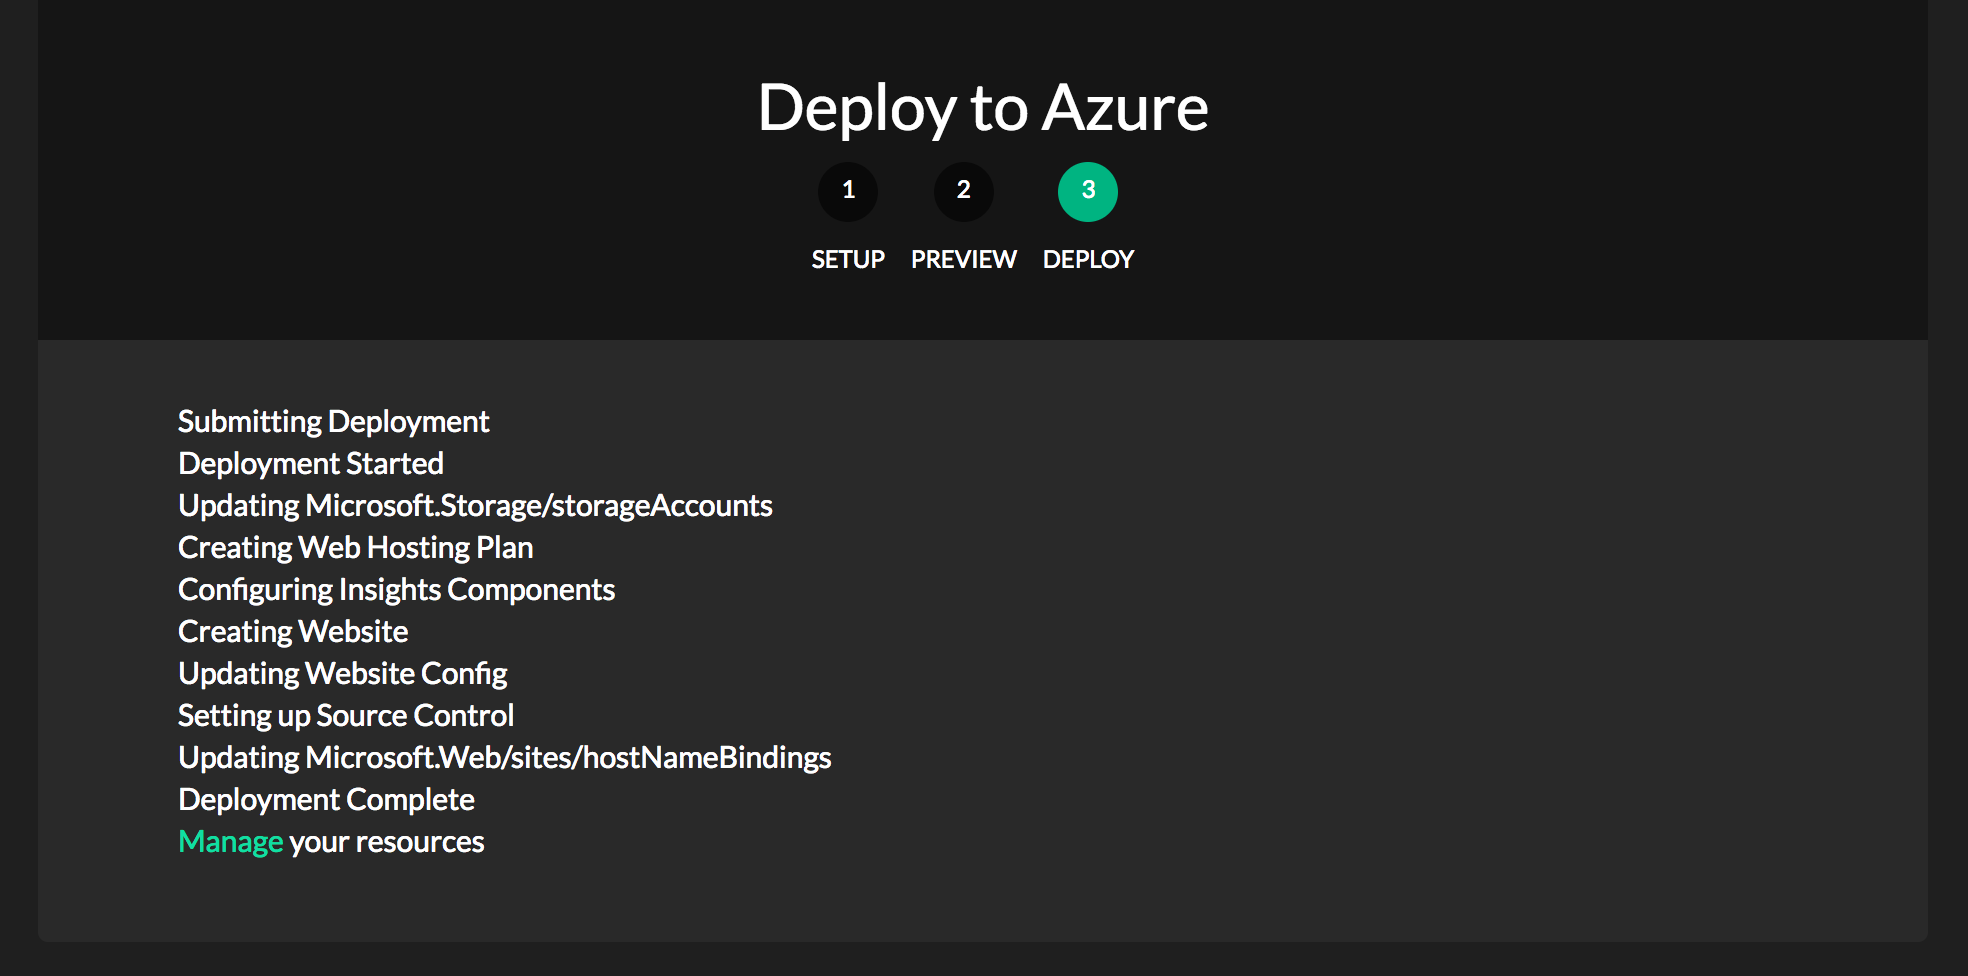 Deploy to Azure
1 2 3
SETUP PREVIEW DEPLOY
Submitting Deployment
Deployment Started
Updating Microsoft.Storage/storageAccounts
Creating Web Hosting Plan
Configuring Insights Components
Creating Website
Updating Website Config
Setting up Source Control
Updating Microsoft.Web/sites/hostNameBindings
Deployment Complete
Manage your resources